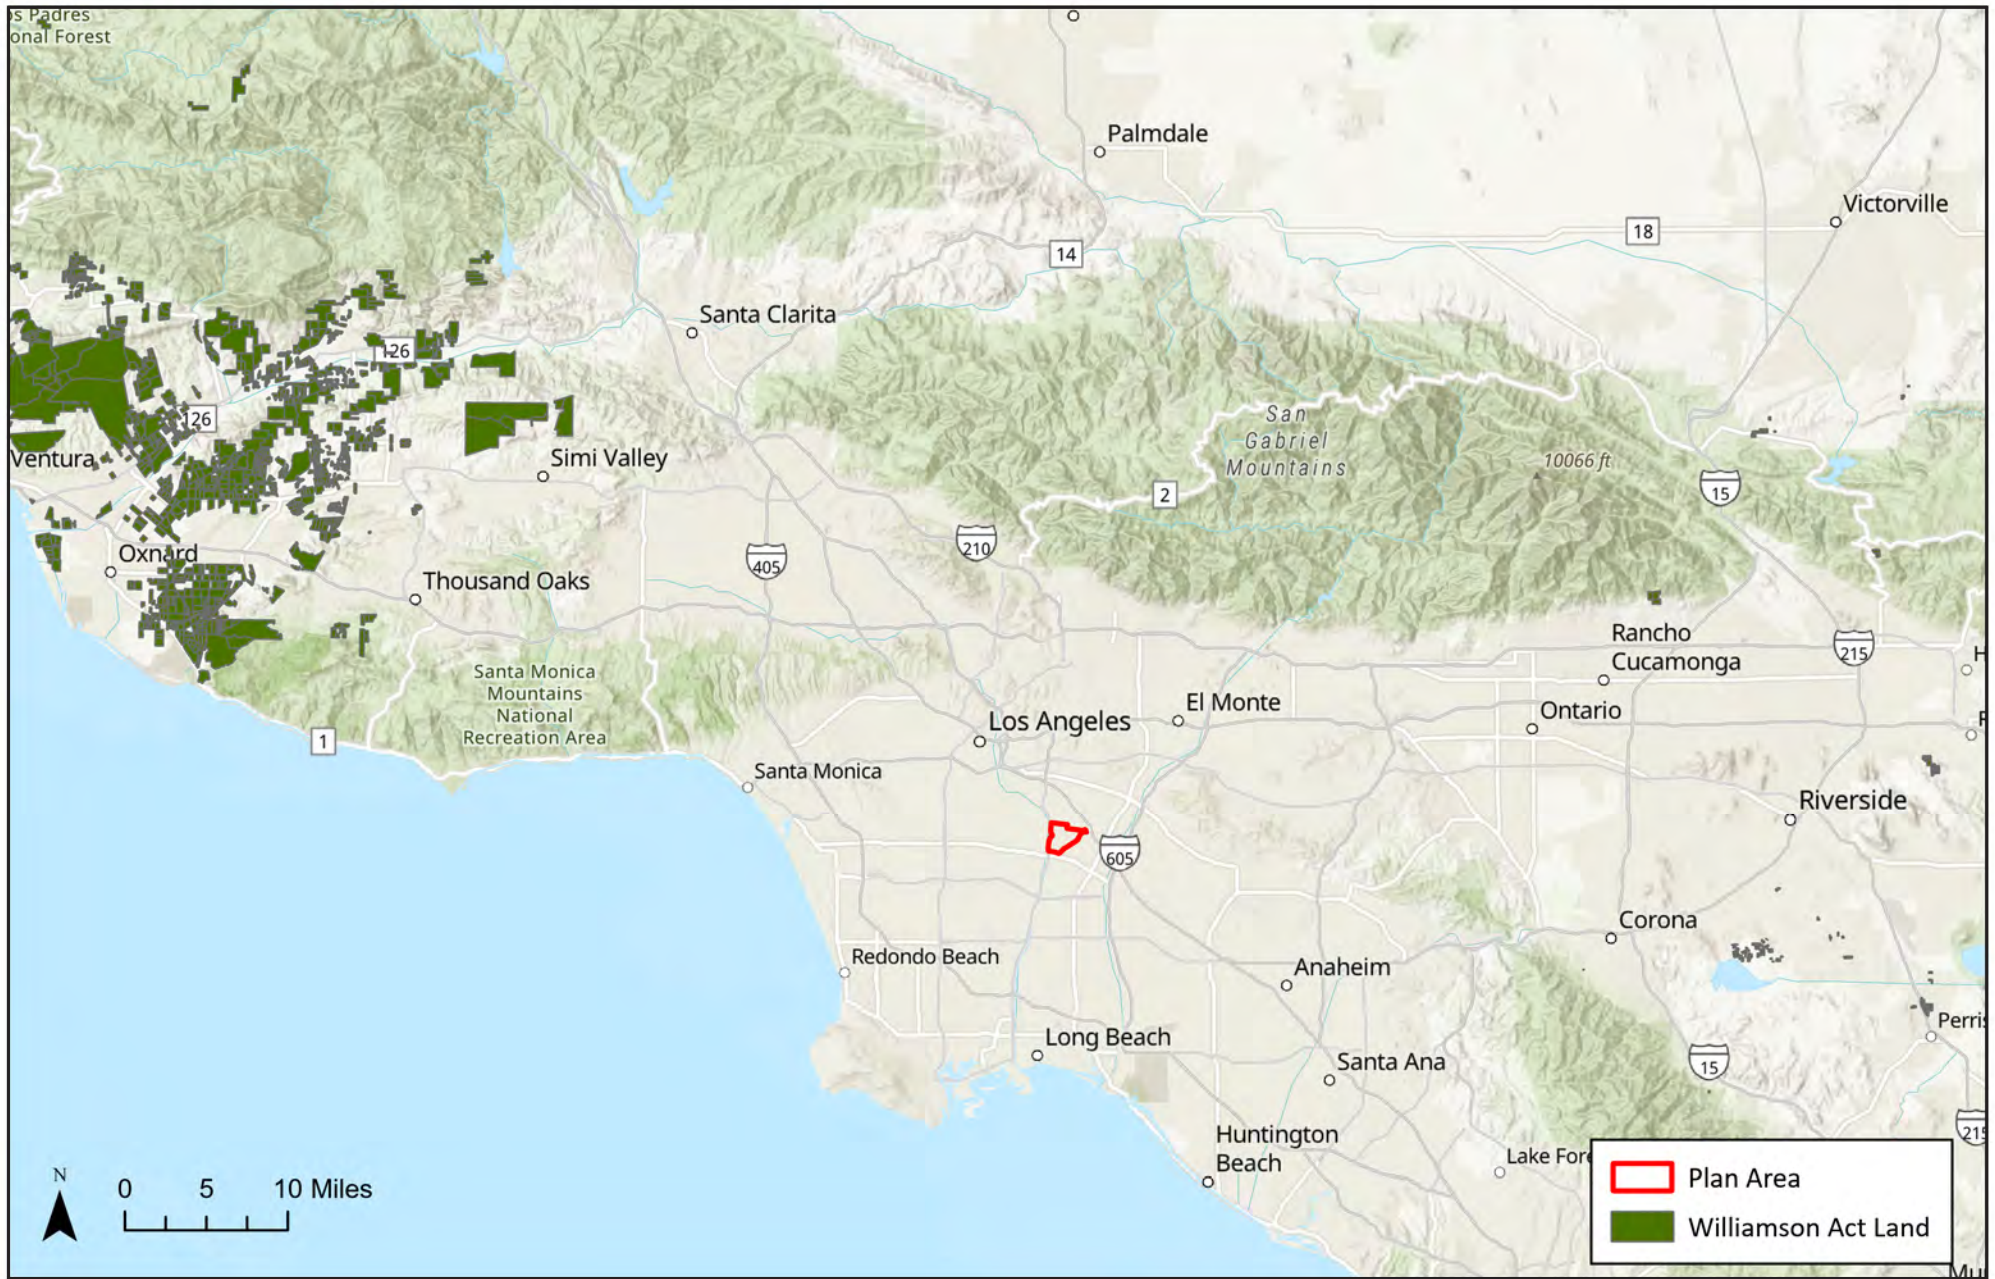 s Padres
onal Forest
Palmdale
Victorville
18
14
Santa Clarita
126
126
San
Gabriel
Mountains
10066 ft
Ventura
Simi Valley
2
15
210
405
Oxnard
Thousand Oaks
Rancho
Cucamonga
215
H
Santa Monica
Mountains
National
Recreation Area
El Monte
Ontario
Los Angeles
1
Santa Monica
Riverside
605
Corona
Redondo Beach
Anaheim
Perris
Long Beach
Santa Ana
15
215
Huntington
Beach
Lake Fore
N
0 5 10 Miles
Plan Area
Williamson Act Land